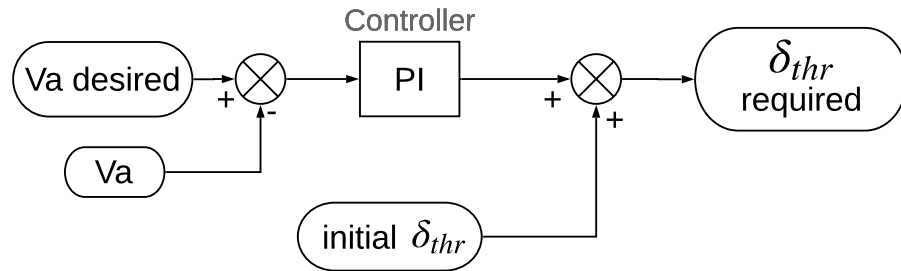 Controller
Va desired
+
-
PI
+
+
δthr
required
Va
initial δthr